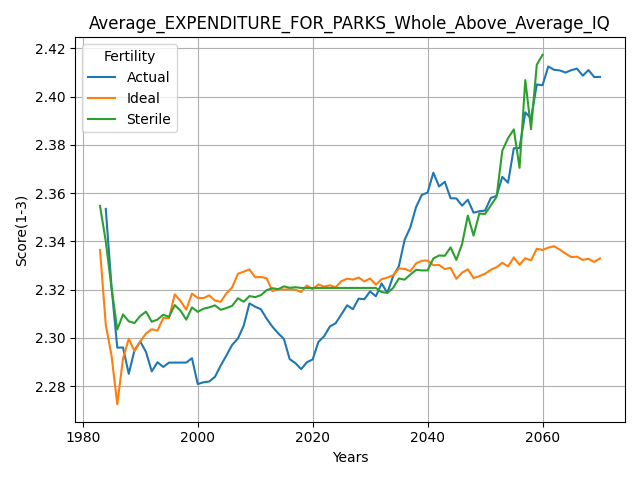 Average_EXPENDITURE_FOR_PARKS_Whole_Above_Average_IQ
Fertility
Actual
Ideal
Sterile
Score(1-3)
2.42
2.40
2.38
2.36
2.34
2.32
2.30
2.28
1980 2000 2020 2040 2060
Years